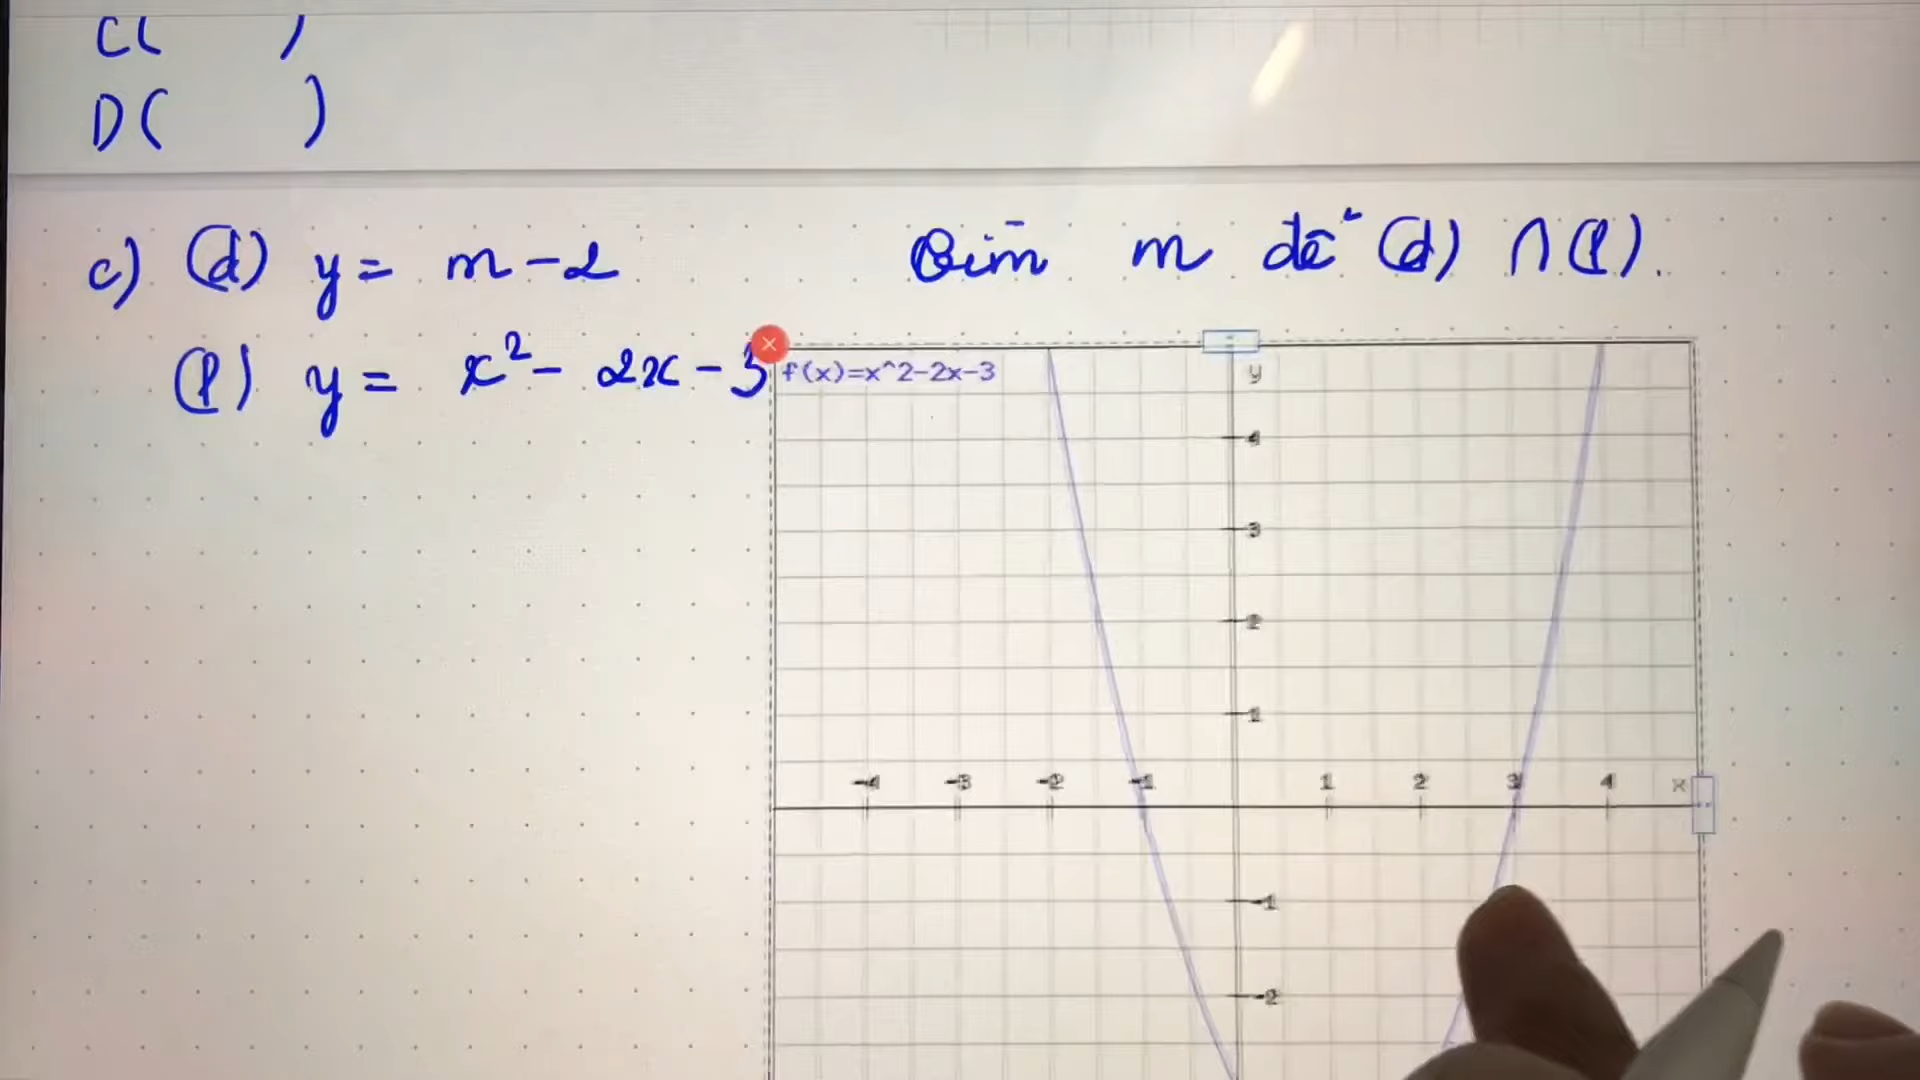 C( )
D( )
c) (d) y = m - 2 Tìm m để (d) ∩ (P).
(P) y = x² - 2x - 3
f(x)=x^2-2x-3
y
4
3
2
1
-4 -3 -2 -1 1 2 3 4 x
-1
-2